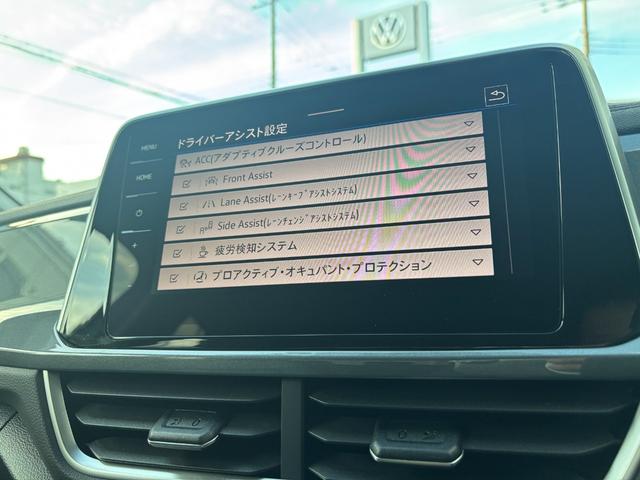 MENU
HOME
ドライバーアシスト設定
ACC(アダプティブクルーズコントロール)
Front Assist
Lane Assist(レーンキープアシストシステム)
Side Assist(レーンチェンジアシストシステム)
疲労検知システム
プロアクティブ・オキュパント・プロテクション